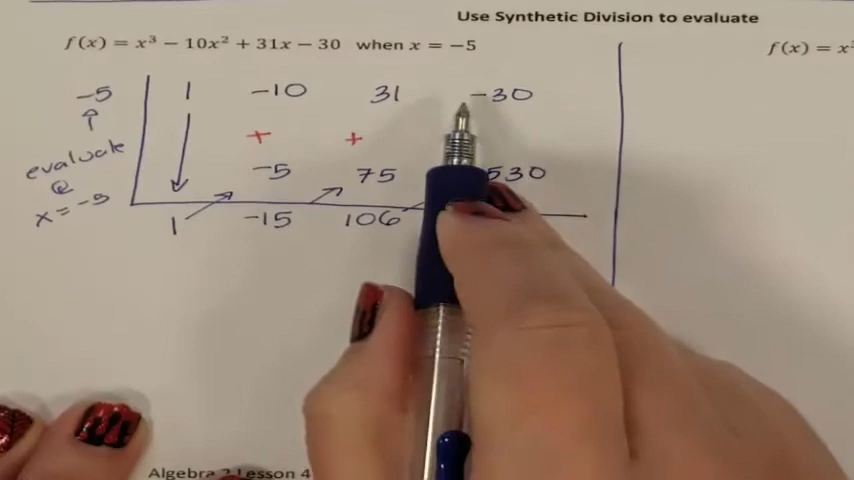 Use Synthetic Division to evaluate
f(x) = x³ − 10x² + 31x − 30 when x = −5
f(x) = x³
-5 1 -10 31 -30
+ +
evaluate -5 75 530
@
x = -5
1 -15 106
Algebra 2 Lesson 4